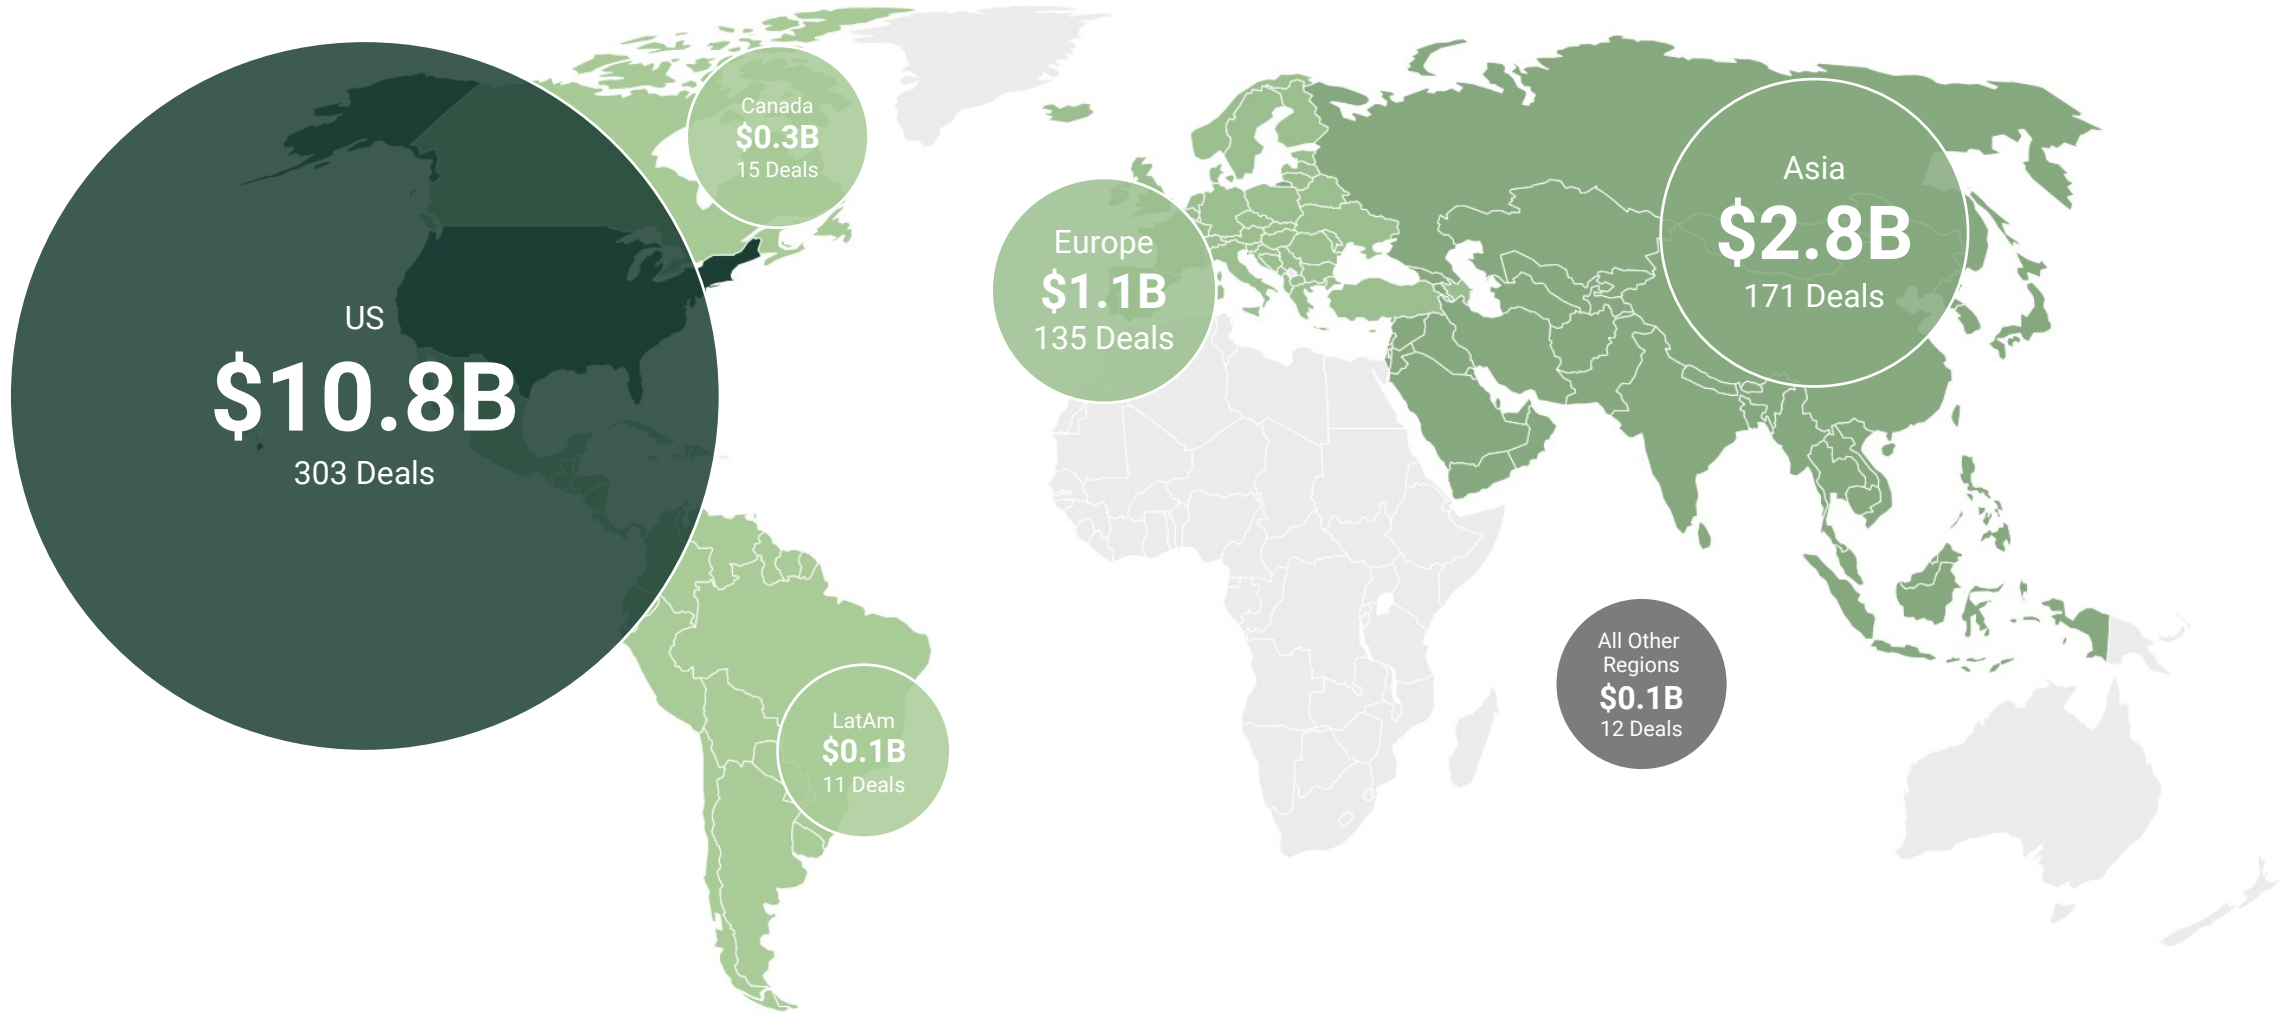 US
$10.8B
303 Deals
Canada
$0.3B
15 Deals
LatAm
$0.1B
11 Deals
Europe
$1.1B
135 Deals
Asia
$2.8B
171 Deals
All Other
Regions
$0.1B
12 Deals